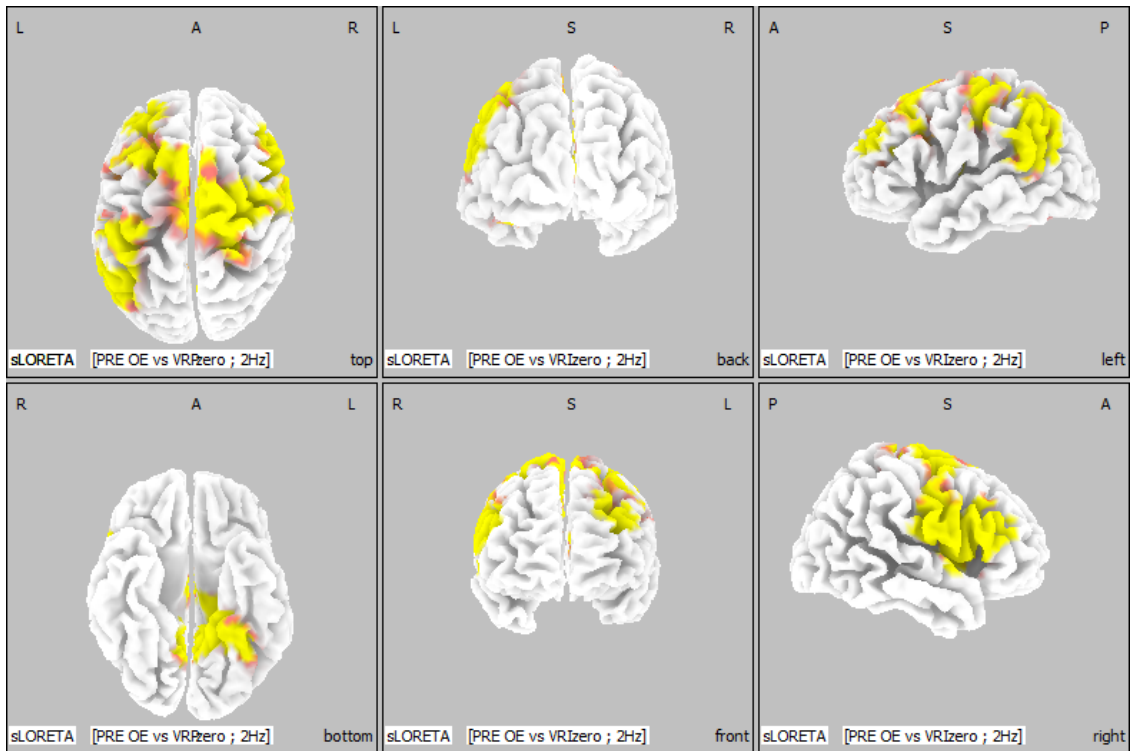 L A R
sLORETA [PRE OE vs VRPzero ; 2Hz] top
L S R
sLORETA [PRE OE vs VRIzero ; 2Hz] back
A S P
sLORETA [PRE OE vs VRIzero ; 2Hz] left
R A L
sLORETA [PRE OE vs VRPzero ; 2Hz] bottom
R S L
sLORETA [PRE OE vs VRIzero ; 2Hz] front
P S A
sLORETA [PRE OE vs VRIzero ; 2Hz] right